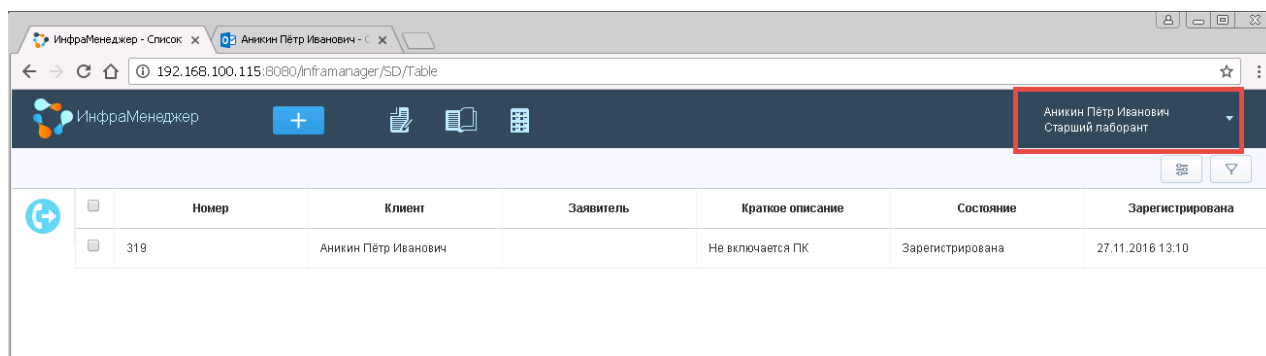 ИнфраМенеджер - Список
Аникин Пётр Иванович - С
192.168.100.115:8080/inframanager/SD/Table
ИнфраМенеджер
Аникин Пётр Иванович
Старший лаборант
Номер Клиент Заявитель Краткое описание Состояние Зарегистрирована
319 Аникин Пётр Иванович Не включается ПК Зарегистрирована 27.11.2016 13:10